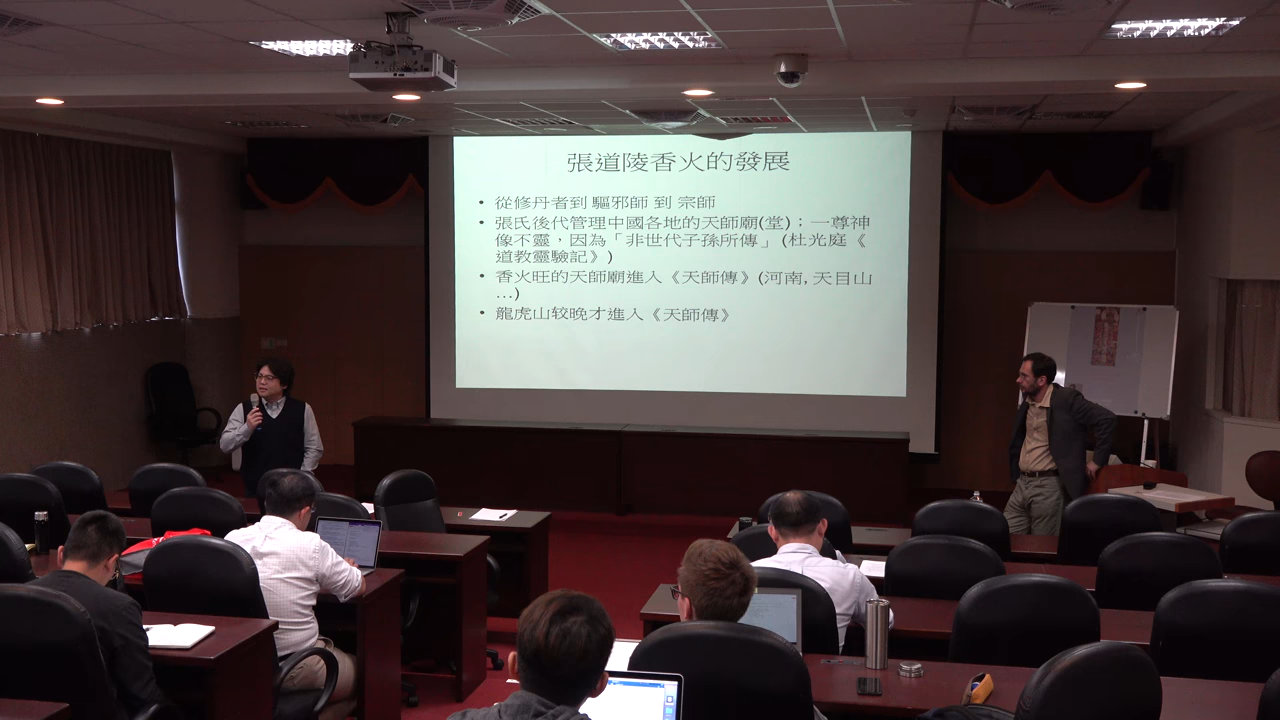 張道陵香火的發展
• 從修丹者到 驅邪師 到 宗師
• 張氏後代管理中國各地的天師廟(堂)；一尊神
像不靈，因為「非世代子孫所傳」(杜光庭《
道教靈驗記》)
• 香火旺的天師廟進入《天師傳》(河南, 天目山
…)
• 龍虎山较晚才進入《天師傳》